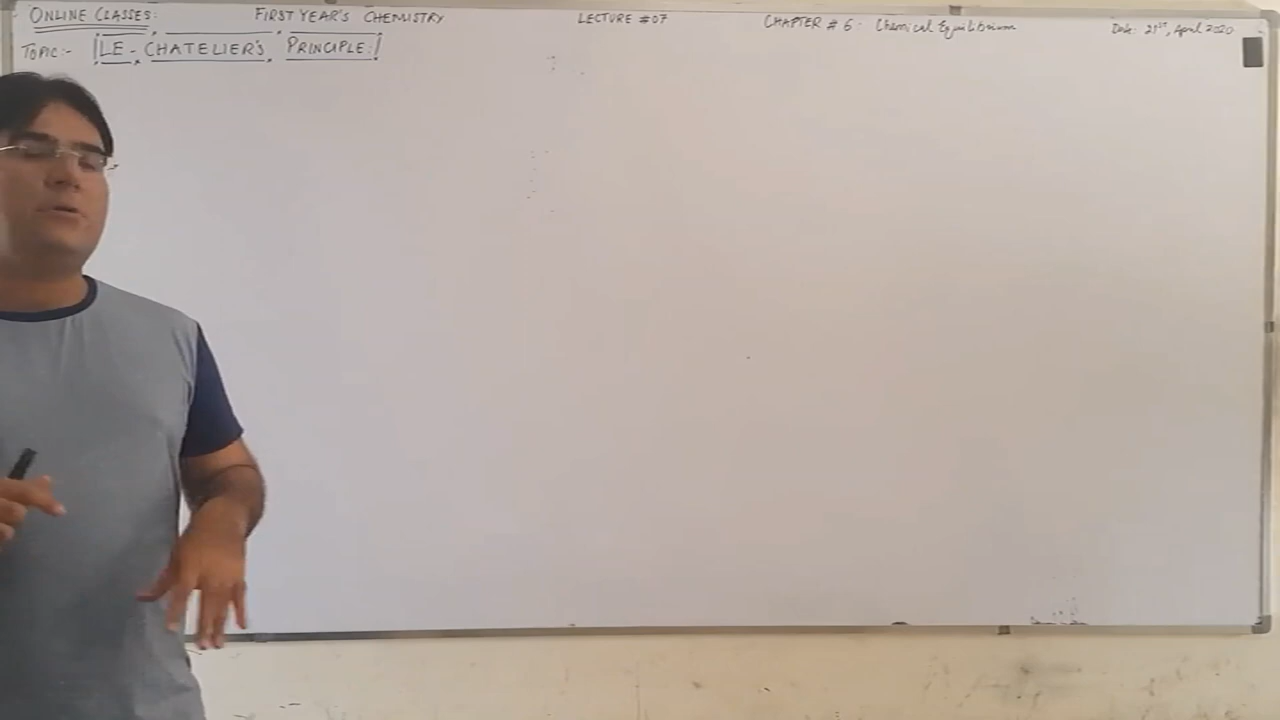 ONLINE CLASSES: FIRST YEAR'S CHEMISTRY LECTURE #07 CHAPTER # 6: Chemical Equilibrium Date: 21ST, April 2020
TOPIC:- LE-CHATELIER'S PRINCIPLE: